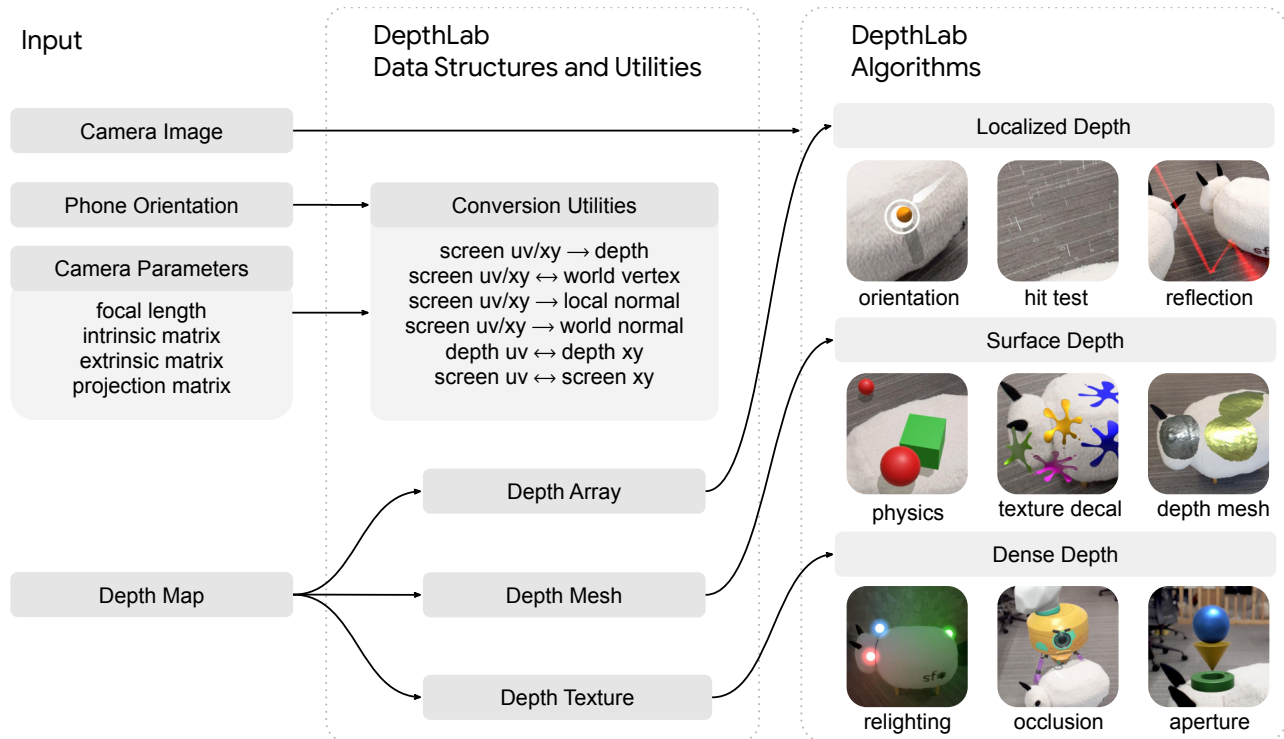 Input
Camera Image
Phone Orientation
Camera Parameters
focal length
intrinsic matrix
extrinsic matrix
projection matrix
Depth Map
DepthLab
Data Structures and Utilities
Conversion Utilities
screen uv/xy → depth
screen uv/xy ↔ world vertex
screen uv/xy → local normal
screen uv/xy → world normal
depth uv ↔ depth xy
screen uv ↔ screen xy
Depth Array
Depth Mesh
Depth Texture
DepthLab
Algorithms
Localized Depth
orientation
hit test
reflection
Surface Depth
physics
texture decal
depth mesh
Dense Depth
relighting
occlusion
aperture